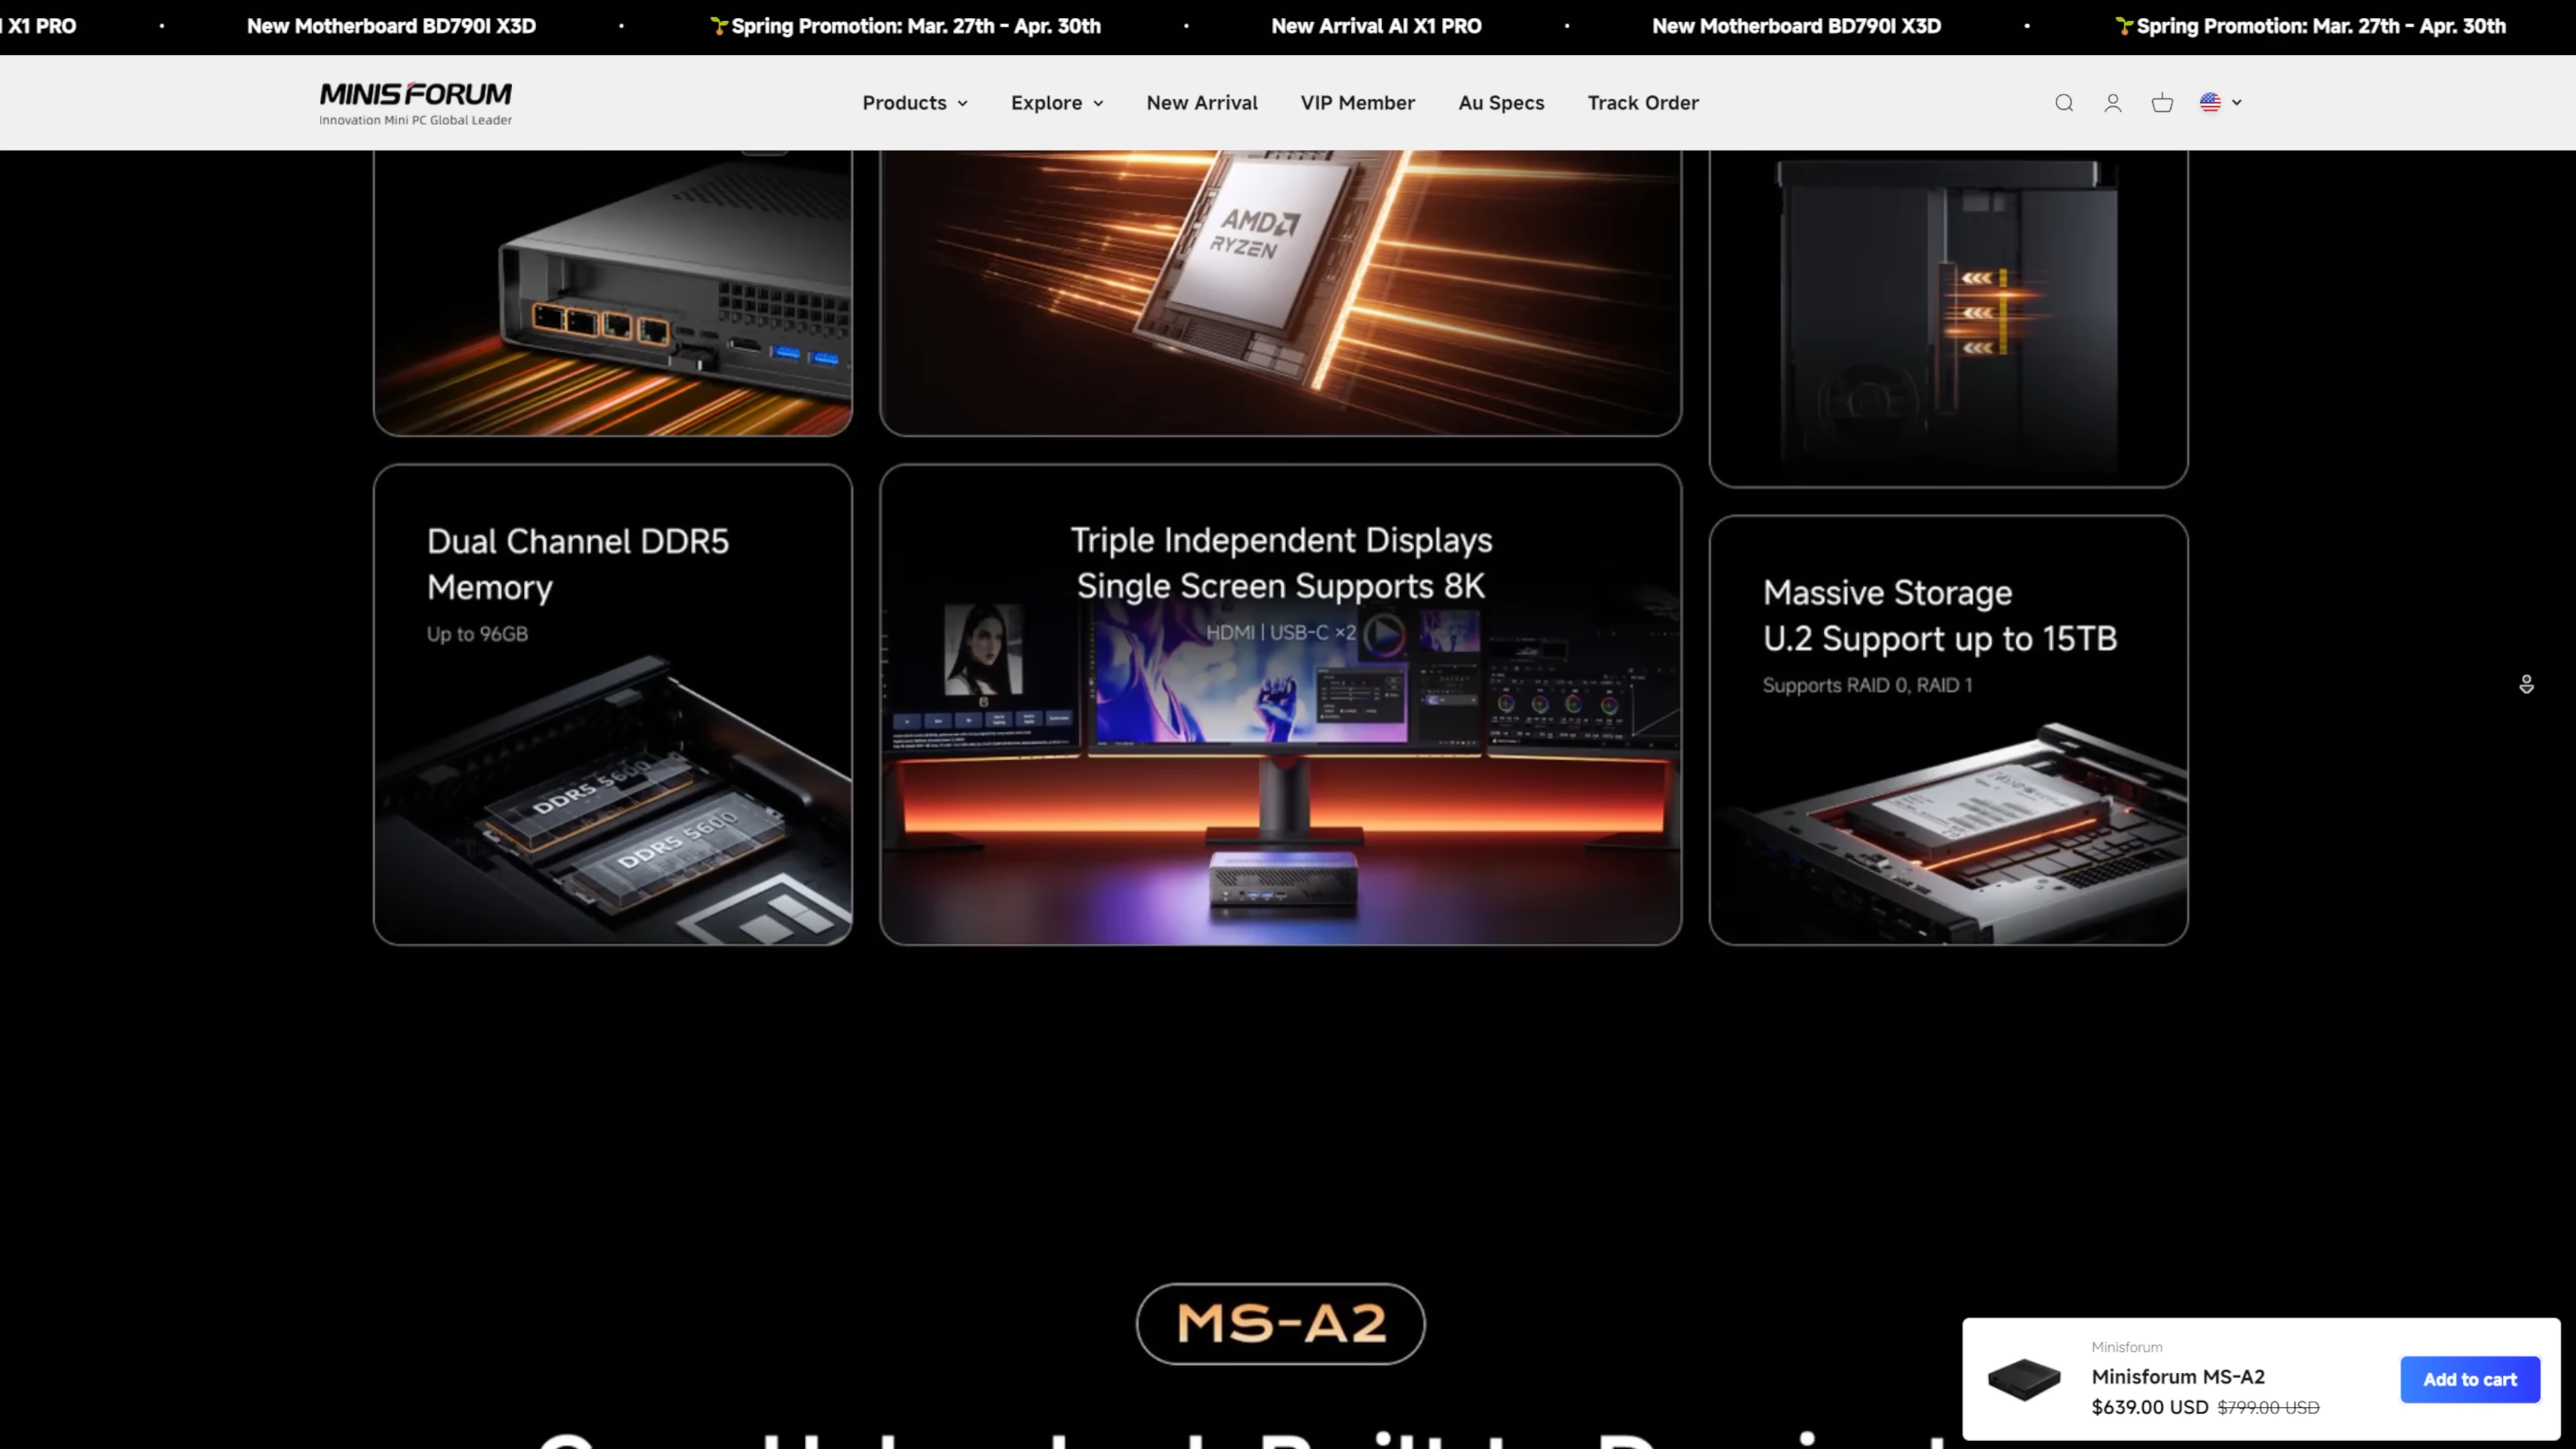 X1 PRO • New Motherboard BD790I X3D • Spring Promotion: Mar. 27th - Apr. 30th • New Arrival AI X1 PRO • New Motherboard BD790I X3D • Spring Promotion: Mar. 27th - Apr. 30th
MINISFORUM
Innovation Mini PC Global Leader
Products Explore New Arrival VIP Member Au Specs Track Order
AMD
RYZEN
Dual Channel DDR5
Memory
Up to 96GB
DDR5 5600
DDR5 5600
Triple Independent Displays
Single Screen Supports 8K
HDMI | USB-C ×2
Massive Storage
U.2 Support up to 15TB
Supports RAID 0, RAID 1
MS-A2
Minisforum
Minisforum MS-A2
$639.00 USD $799.00 USD
Add to cart